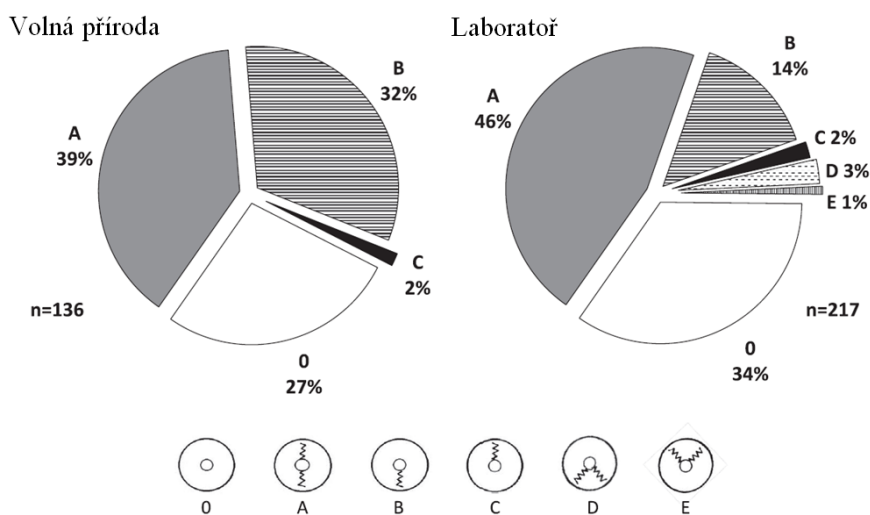 Volná příroda
A
39%
B
32%
C
2%
0
27%
n=136
Laboratoř
A
46%
B
14%
C 2%
D 3%
E 1%
0
34%
n=217
0 A B C D E